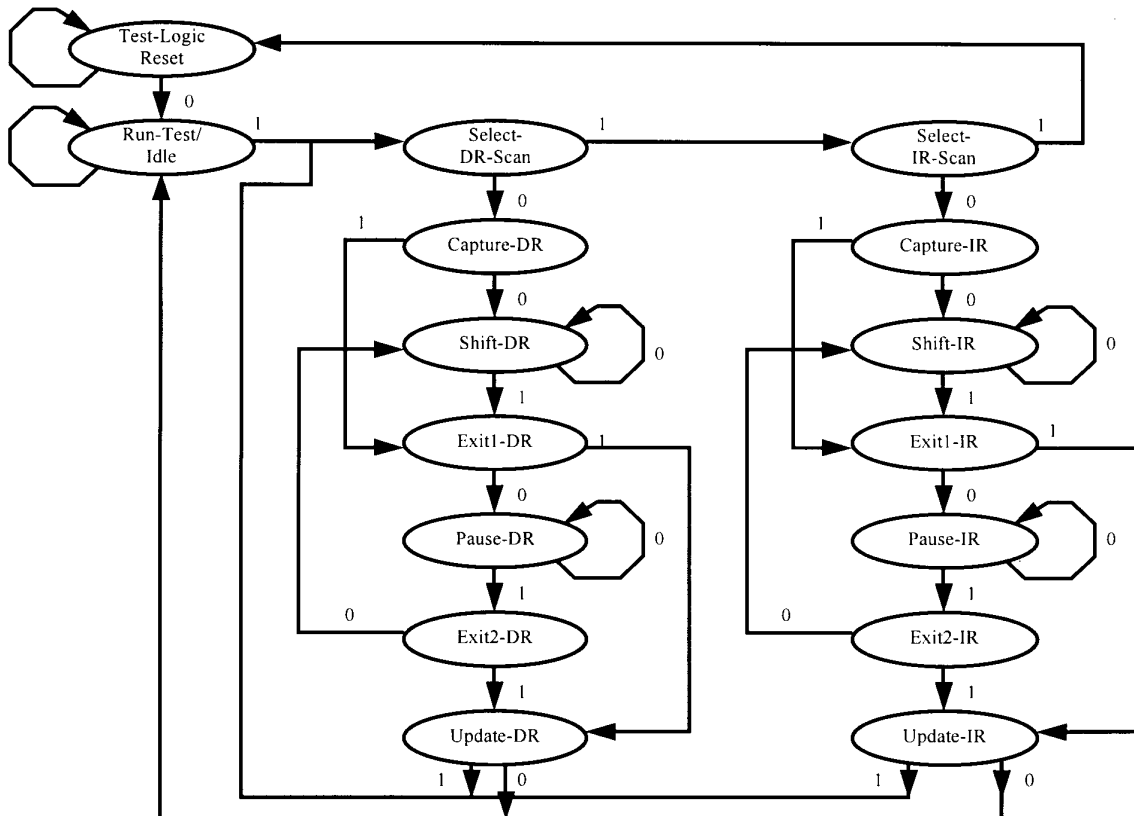 Test-Logic
Reset
0
Run-Test/
Idle
1
Select-
DR-Scan
1
Select-
IR-Scan
1
0
0
1
Capture-DR
1
Capture-IR
0
0
Shift-DR
0
Shift-IR
0
1
1
Exit1-DR
1
Exit1-IR
1
0
0
Pause-DR
0
Pause-IR
0
1
1
0
Exit2-DR
0
Exit2-IR
1
1
Update-DR
Update-IR
1
0
1
0